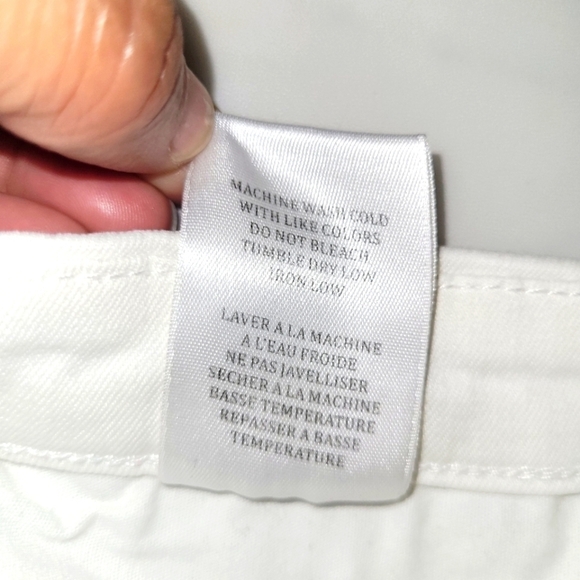 MACHINE WASH COLD
WITH LIKE COLORS
DO NOT BLEACH
TUMBLE DRY LOW
IRON LOW
LAVER A LA MACHINE
A L'EAU FROIDE
NE PAS JAVELLISER
SECHER A LA MACHINE
BASSE TEMPERATURE
REPASSER A BASSE
TEMPERATURE